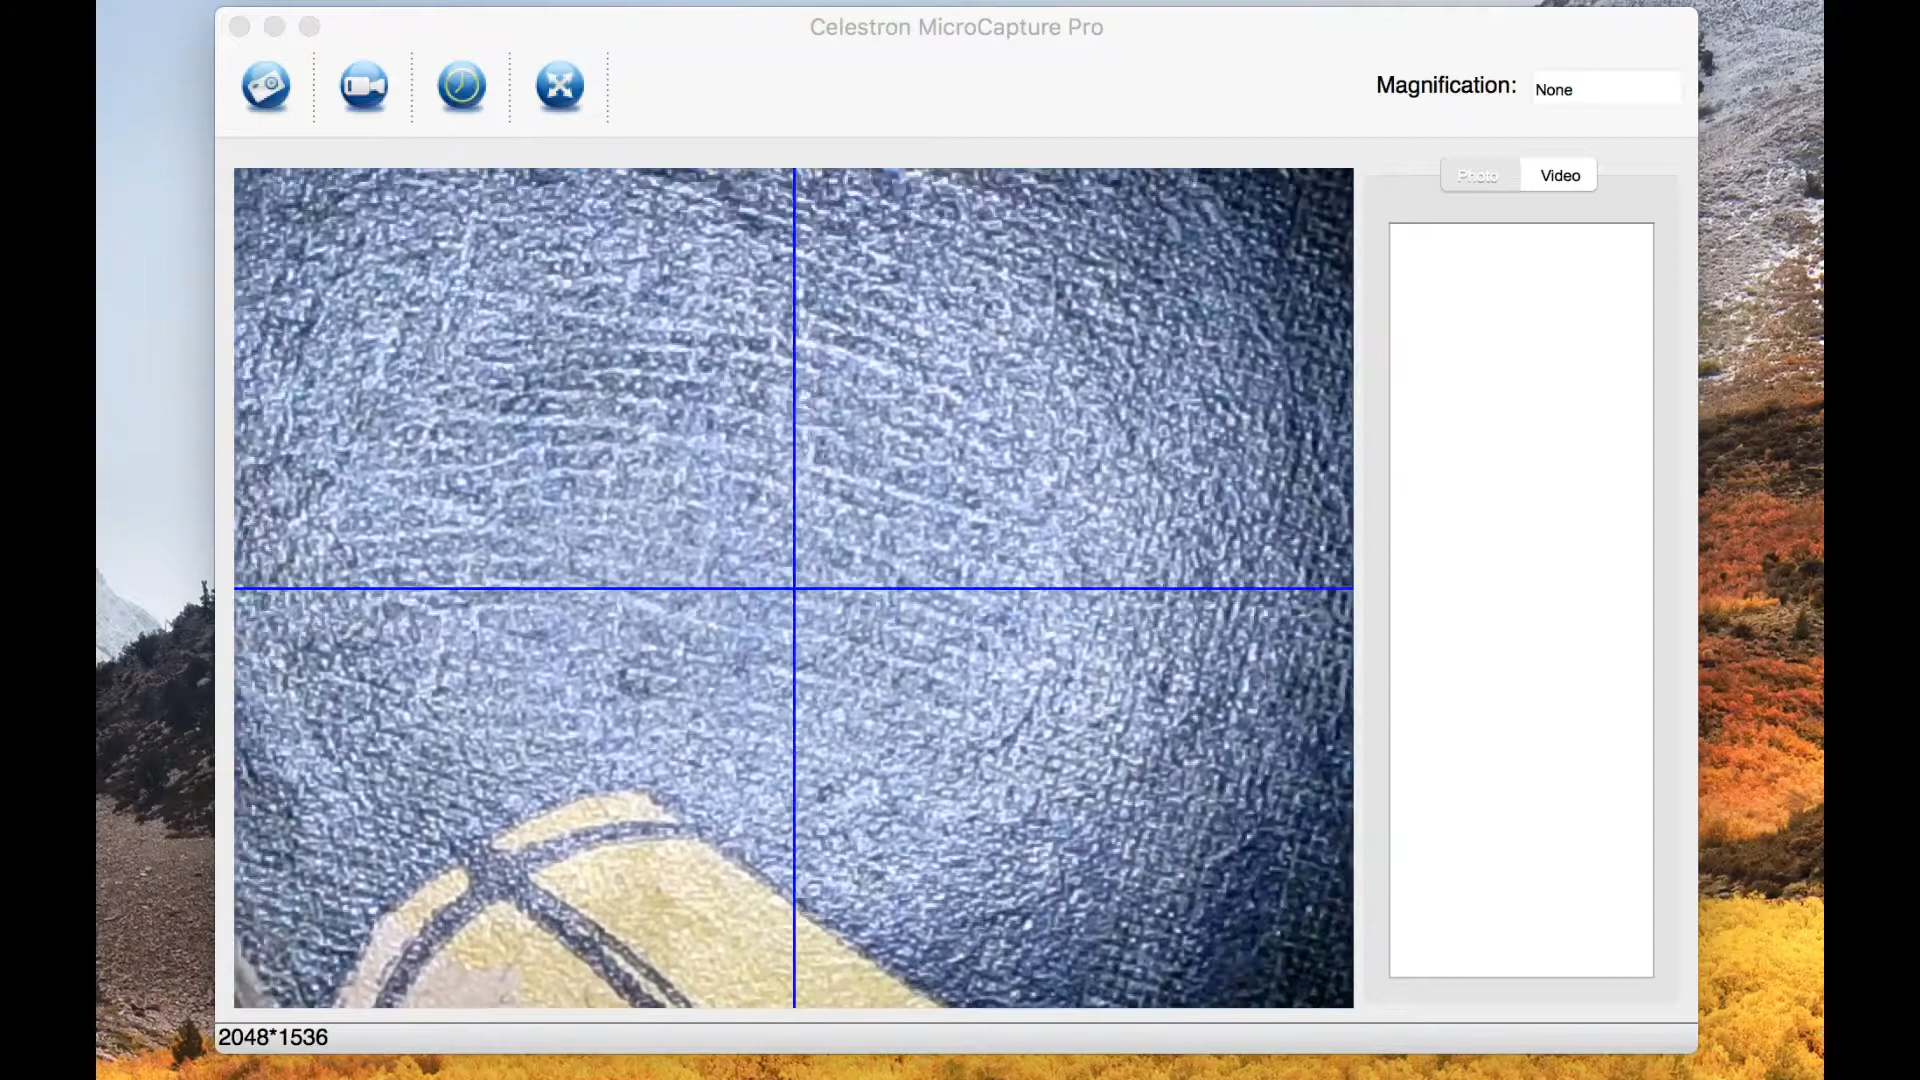 Celestron MicroCapture Pro
Magnification:
None
Photo
Video
2048*1536